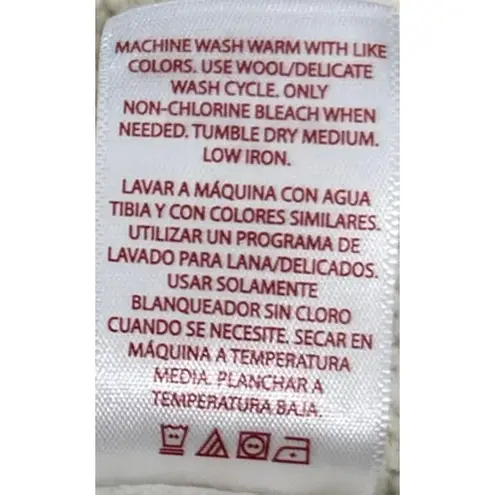 MACHINE WASH WARM WITH LIKE
COLORS. USE WOOL/DELICATE
WASH CYCLE. ONLY
NON-CHLORINE BLEACH WHEN
NEEDED. TUMBLE DRY MEDIUM.
LOW IRON.
LAVAR A MÁQUINA CON AGUA
TIBIA Y CON COLORES SIMILARES.
UTILIZAR UN PROGRAMA DE
LAVADO PARA LANA/DELICADOS.
USAR SOLAMENTE
BLANQUEADOR SIN CLORO
CUANDO SE NECESITE. SECAR EN
MÁQUINA A TEMPERATURA
MEDIA. PLANCHAR A
TEMPERATURA BAJA.